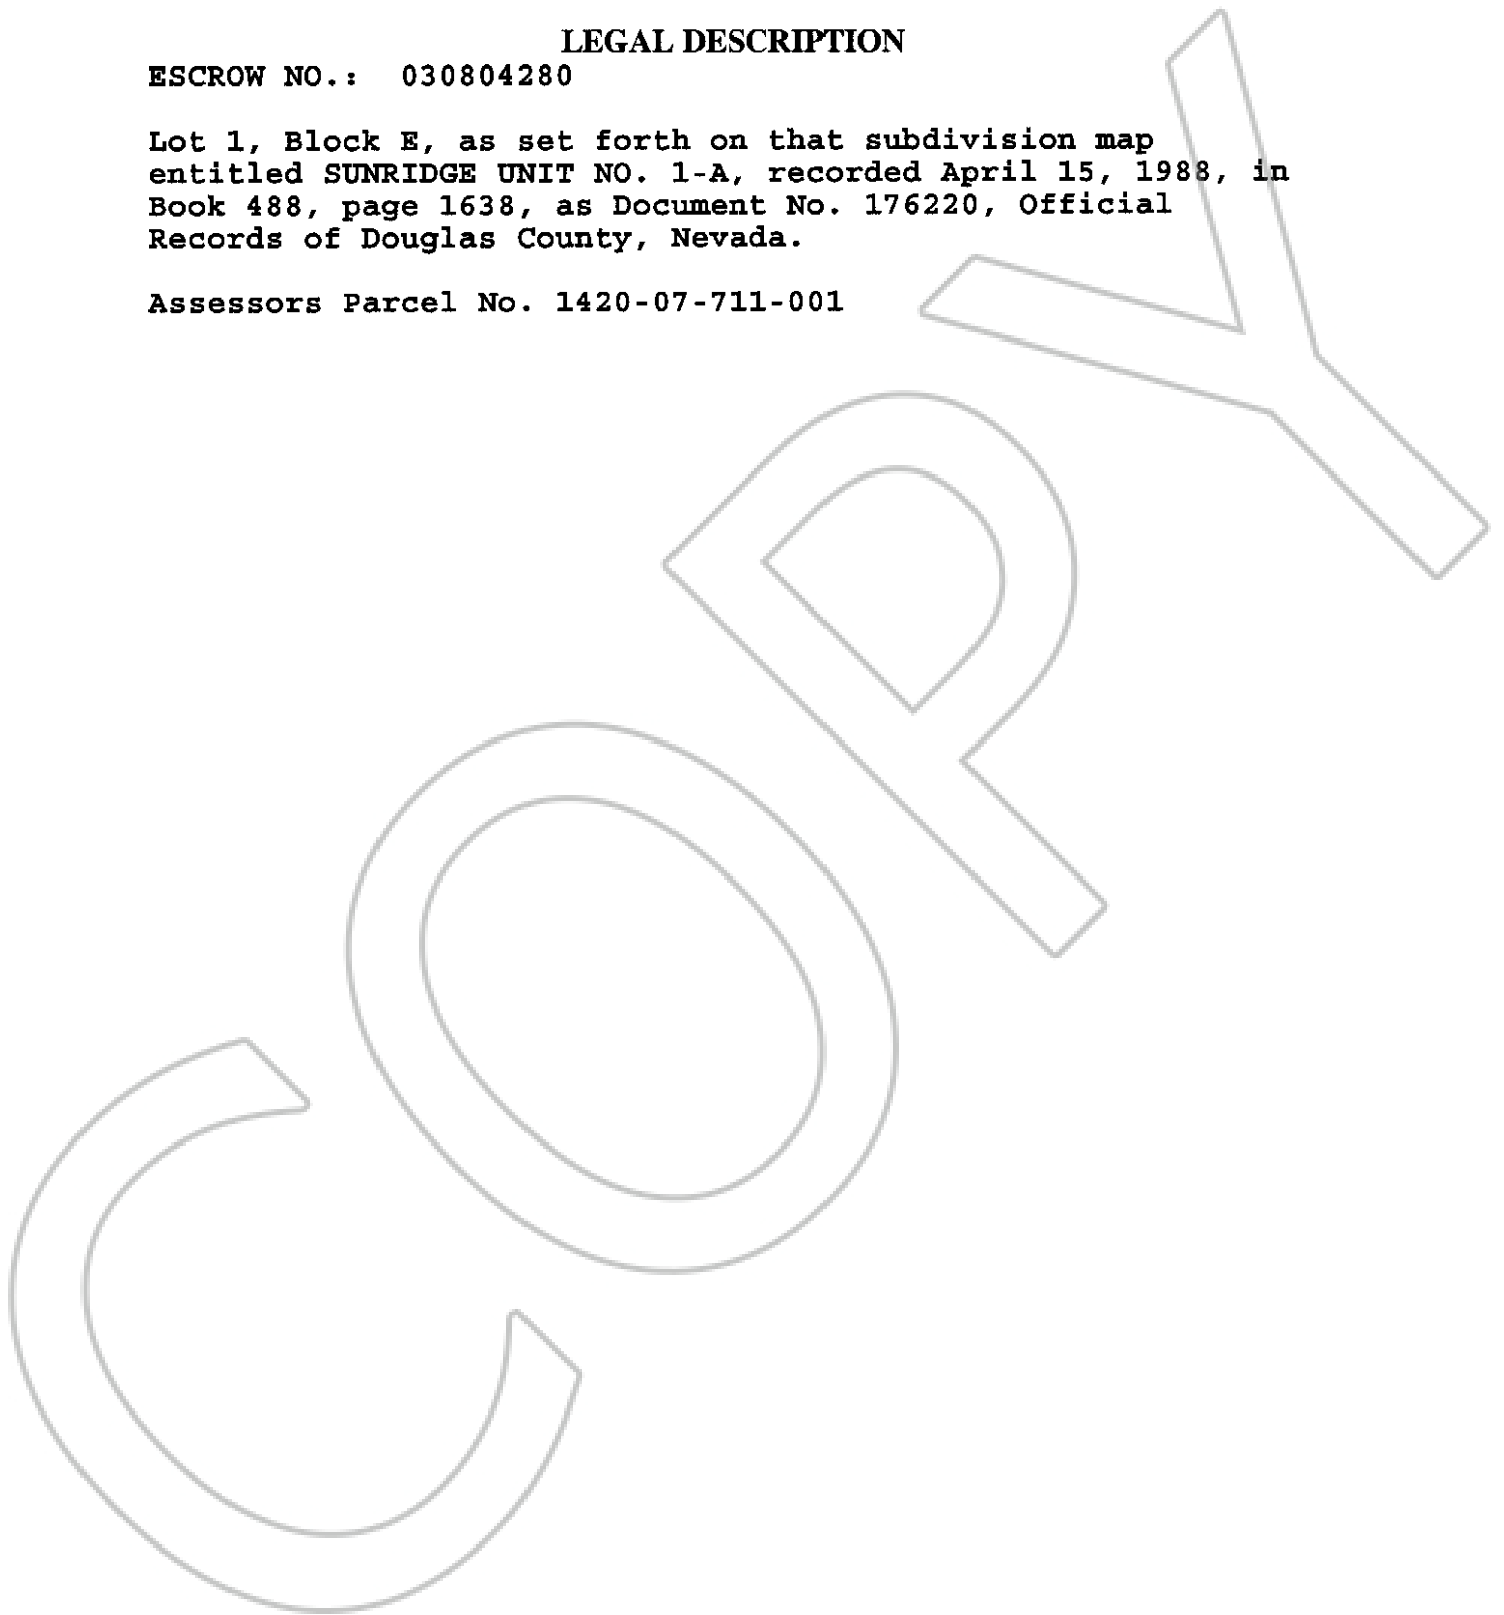 LEGAL DESCRIPTION
ESCROW NO.: 030804280
Lot 1, Block E, as set forth on that subdivision map
entitled SUNRIDGE UNIT NO. 1-A, recorded April 15, 1988, in
Book 488, page 1638, as Document No. 176220, Official
Records of Douglas County, Nevada.
Assessors Parcel No. 1420-07-711-001
COPY